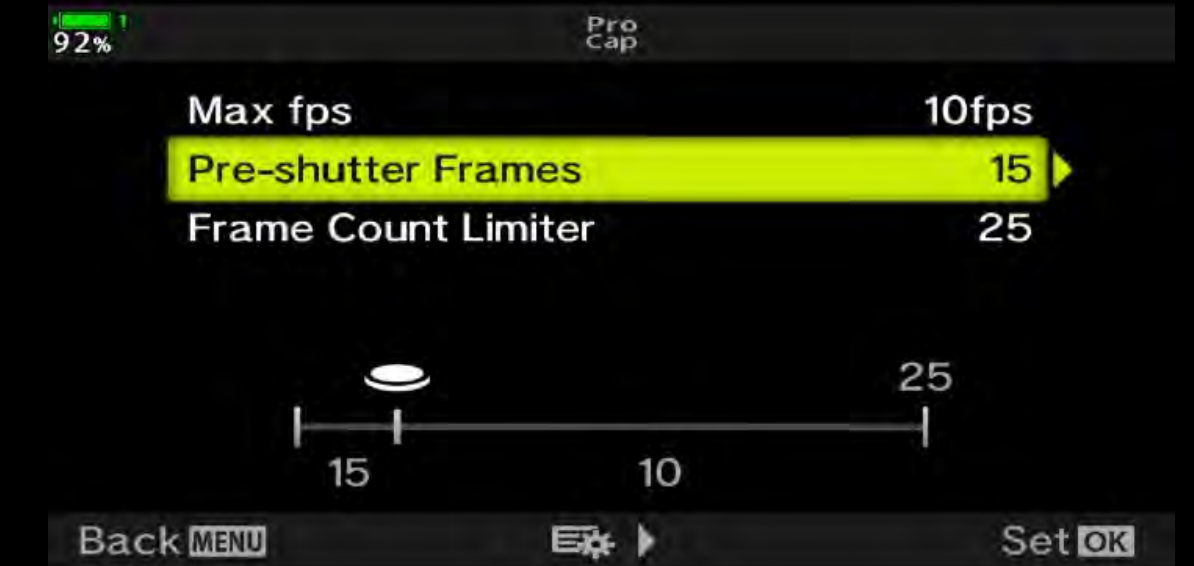 1
92%
Pro
Cap
Max fps 10fps
Pre-shutter Frames 15
Frame Count Limiter 25
25
15 10
Back MENU Set OK